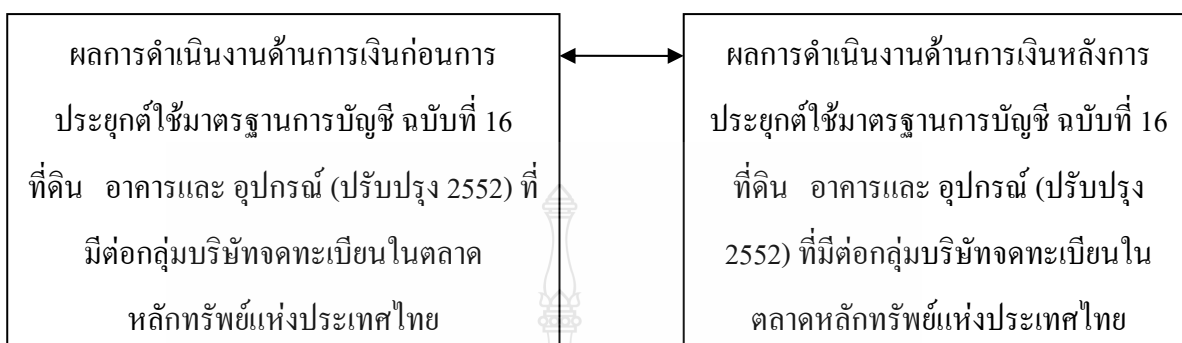 ผลการดำเนินงานด้านการเงินก่อนการ
ประยุกต์ใช้มาตรฐานการบัญชี ฉบับที่ 16
ที่ดิน อาคารและ อุปกรณ์ (ปรับปรุง 2552) ที่
มีต่อกลุ่มบริษัทจดทะเบียนในตลาด
หลักทรัพย์แห่งประเทศไทย
ผลการดำเนินงานด้านการเงินหลังการ
ประยุกต์ใช้มาตรฐานการบัญชี ฉบับที่ 16
ที่ดิน อาคารและ อุปกรณ์ (ปรับปรุง
2552) ที่มีต่อกลุ่มบริษัทจดทะเบียนใน
ตลาดหลักทรัพย์แห่งประเทศไทย